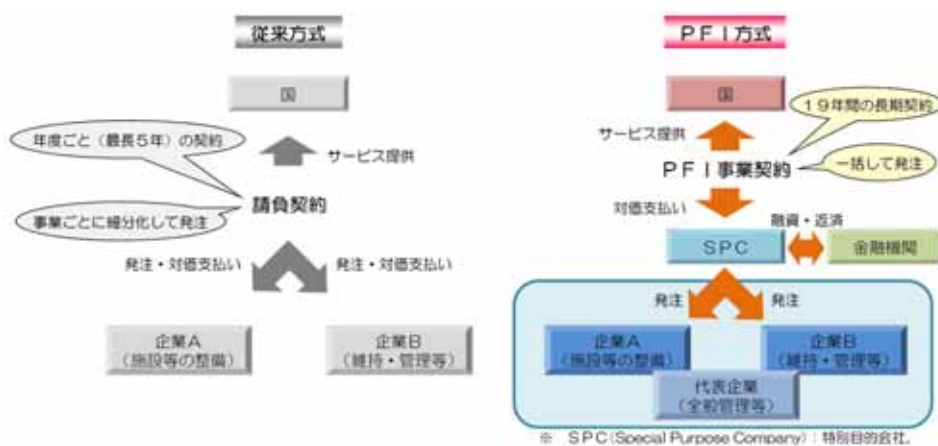 従来方式
国
年度ごと（最長５年）の契約
サービス提供
請負契約
事業ごとに細分化して発注
発注・対価支払い
発注・対価支払い
企業A
（施設等の整備）
企業B
（維持・管理等）
ＰＦＩ方式
国
１９年間の長期契約
サービス提供
ＰＦＩ事業契約
一括して発注
対価支払い
融資・返済
ＳＰＣ
金融機関
発注
発注
企業A
（施設等の整備）
企業B
（維持・管理等）
代表企業
（全般管理等）
※　ＳＰＣ(Special Purpose Company)：特別目的会社。